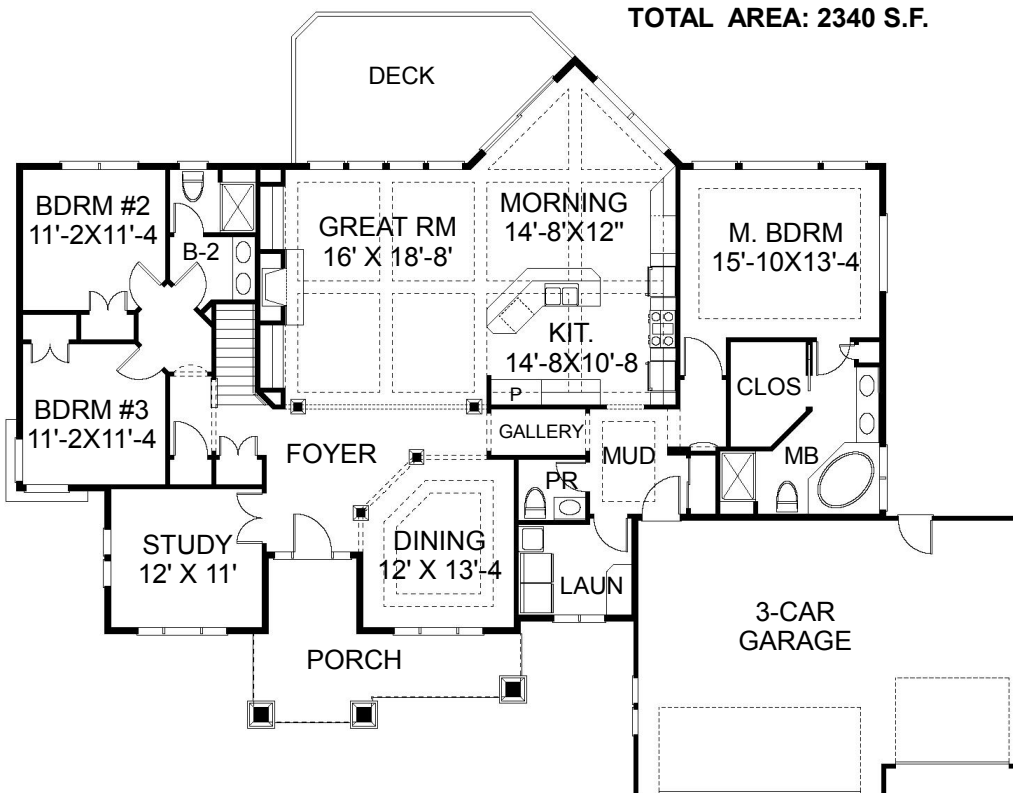 TOTAL AREA: 2340 S.F.
DECK
BDRM #2
11'-2X11'-4
B-2
GREAT RM
16' X 18'-8'
MORNING
14'-8'X12"
M. BDRM
15'-10X13'-4
KIT.
14'-8X10'-8
P
CLOS
BDRM #3
11'-2X11'-4
FOYER
GALLERY
MUD
MB
PR
STUDY
12' X 11'
DINING
12' X 13'-4
LAUN
3-CAR
GARAGE
PORCH